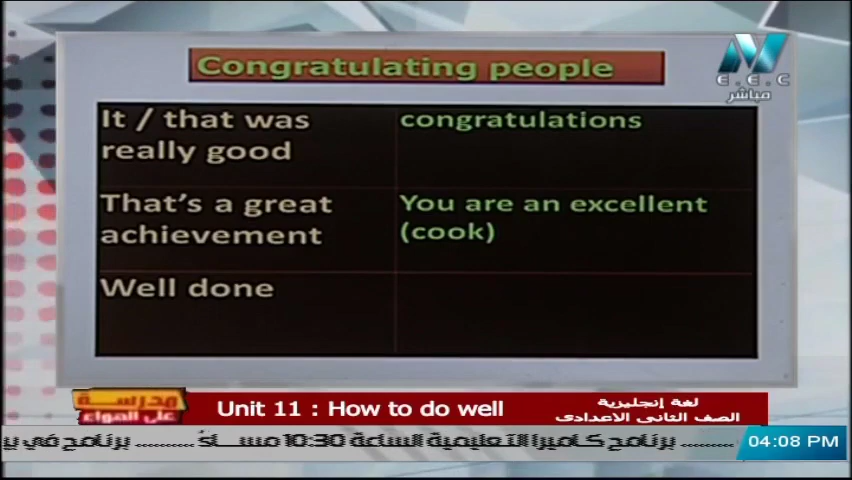 Congratulating people
E.E.C
مباشر
It / that was
really good
congratulations
That's a great
achievement
You are an excellent
(cook)
Well done
مدرسة
على الهواء
Unit 11 : How to do well
لغة إنجليزية
الصف الثانى الاعدادى
برنامج كاميرا التعليمية الساعة 10:30 مساءً ......... برنامج في
04:08 PM